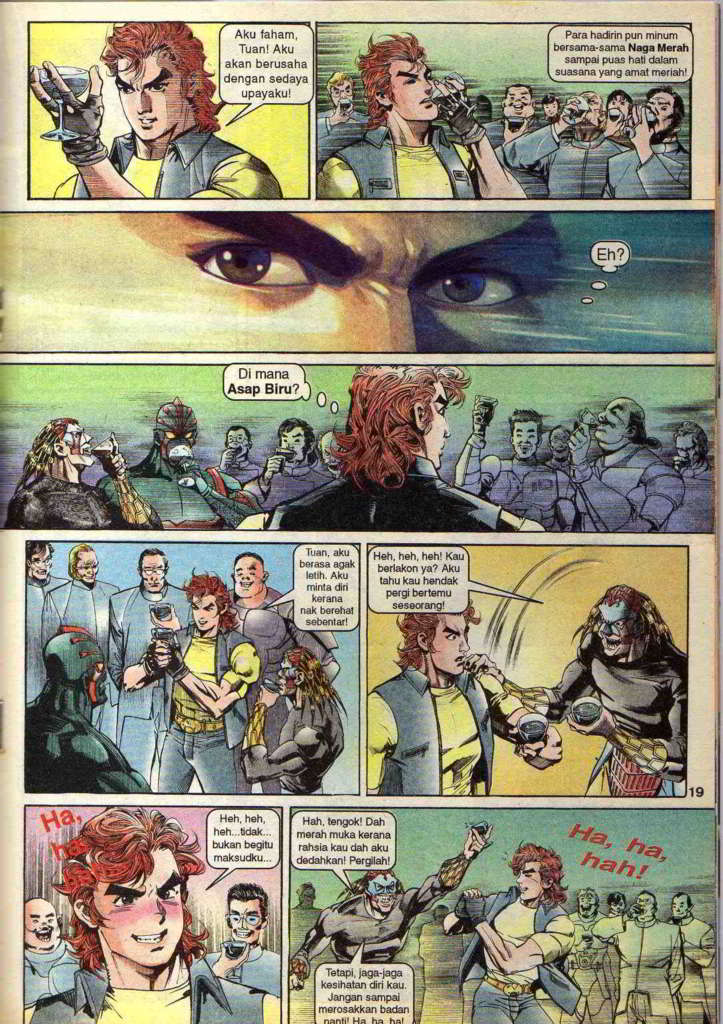 Aku faham,
Tuan! Aku
akan berusaha
dengan sedaya
upayaku!
Para hadirin pun minum
bersama-sama Naga Merah
sampai puas hati dalam
suasana yang amat meriah!
Eh?
Di mana
Asap Biru?
Tuan, aku
berasa agak
letih. Aku
minta diri
kerana
nak berehat
sebentar!
Heh, heh, heh! Kau
berlakon ya? Aku
tahu kau hendak
pergi bertemu
seseorang!
19
Ha,
ha,
hah!
Heh, heh,
heh...tidak...
bukan begitu
maksudku...
Hah, tengok! Dah
merah muka kerana
rahsia kau dah aku
dedahkan! Pergilah!
Ha, ha,
hah!
Tetapi, jaga-jaga
kesihatan diri kau.
Jangan sampai
merosakkan badan
nanti! Ha, ha, ha!